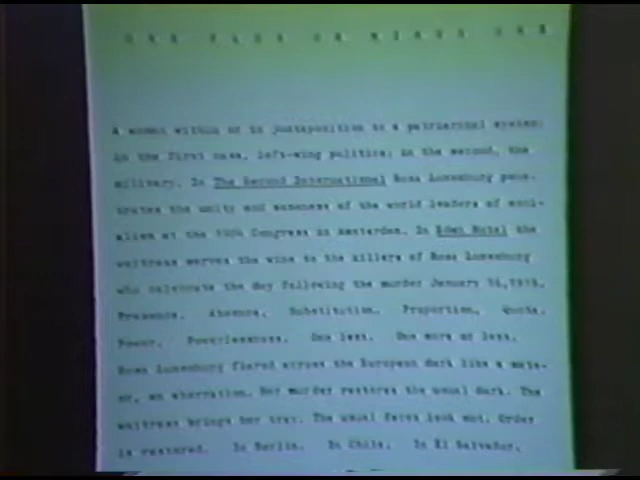 ONE PLUS OR MINUS ONE
A woman within or in juxtaposition to a patriarchal system:
in the first case, left-wing politics; in the second, the
military. In The Second International Rosa Luxemburg pene-
trates the unity and sameness of the world leaders of soci-
alism at the 1904 Congress in Amsterdam. In Eden Hotel the
waitress serves the wine to the killers of Rosa Luxemburg
who celebrate the day following the murder January 16,1919.
Presence. Absence. Substitution. Proportion. Quota.
Power. Powerlessness. One less. One more or less.
Rosa Luxemburg flared across the European dark like a mete-
or, an aberration. Her murder restores the usual dark. The
waitress brings her tray. The usual faces look out. Order
is restored. In Berlin. In Chile. In El Salvador.